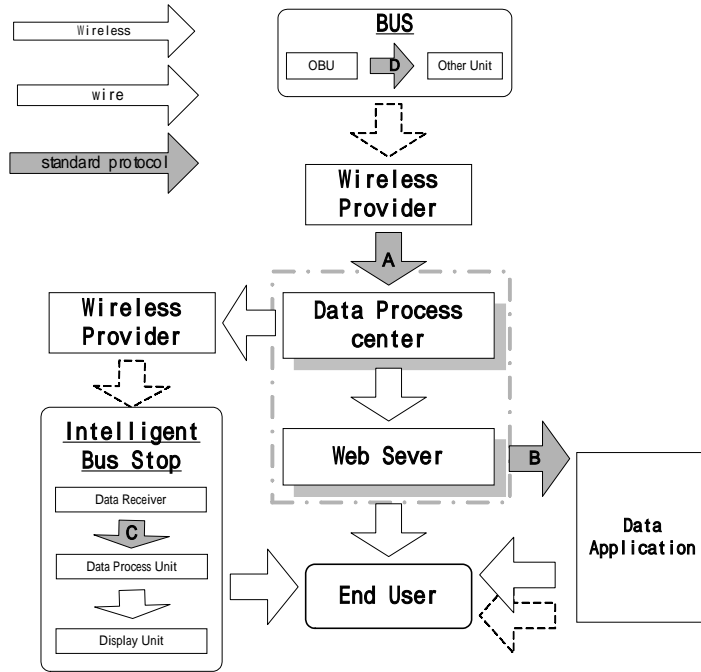 Wireless
wire
standard protocol
BUS
OBU
D
Other Unit
Wireless
Provider
A
Wireless
Provider
Data Process
center
Intelligent
Bus Stop
Web Sever
B
Data Receiver
C
Data Process Unit
Display Unit
End User
Data
Application